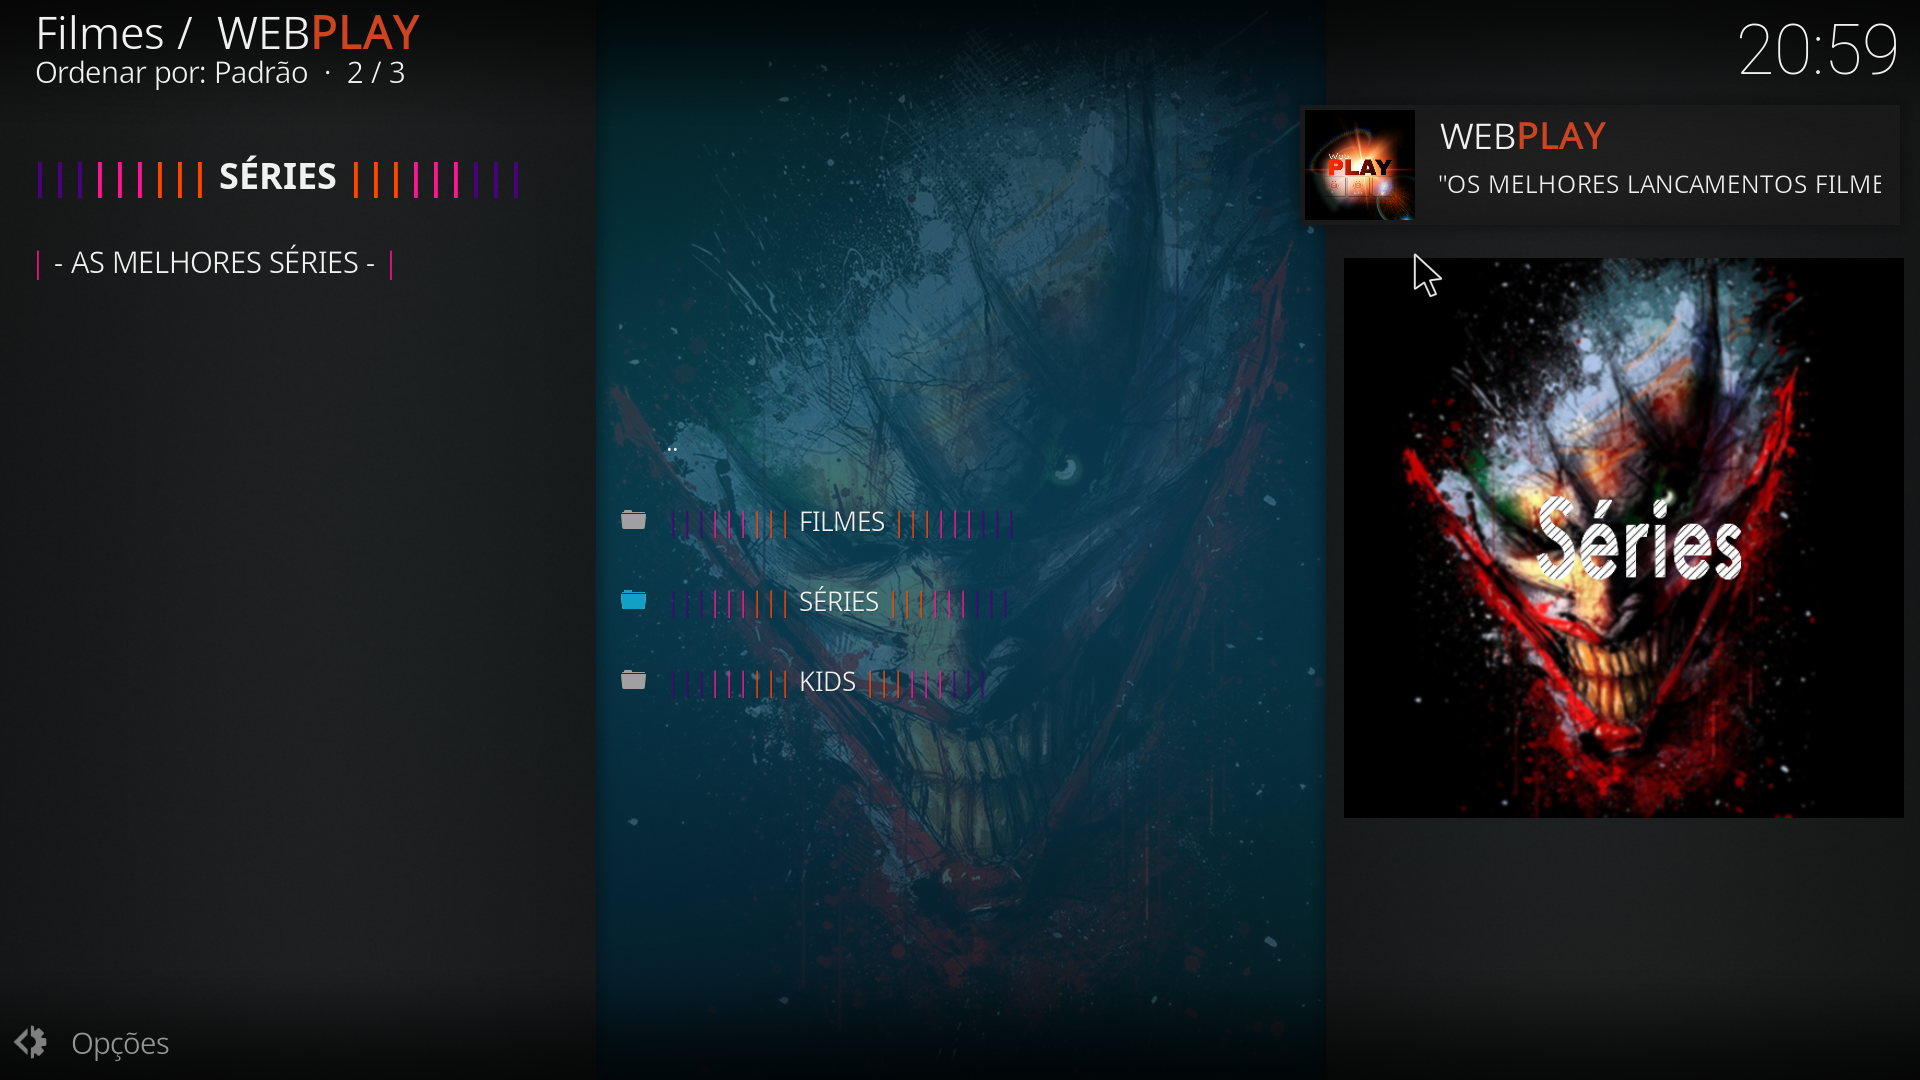 Filmes / WEBPLAY
Ordenar por: Padrão · 2 / 3
20:59
| | | | | | | | | SÉRIES | | | | | | | | |
| - AS MELHORES SÉRIES - |
WEBPLAY
"OS MELHORES LANCAMENTOS FILME
Web
PLAY
..
| | | | | | | | | FILMES | | | | | | | | |
| | | | | | | | | SÉRIES | | | | | | | | |
| | | | | | | | | KIDS | | | | | | | | |
Séries
Opções